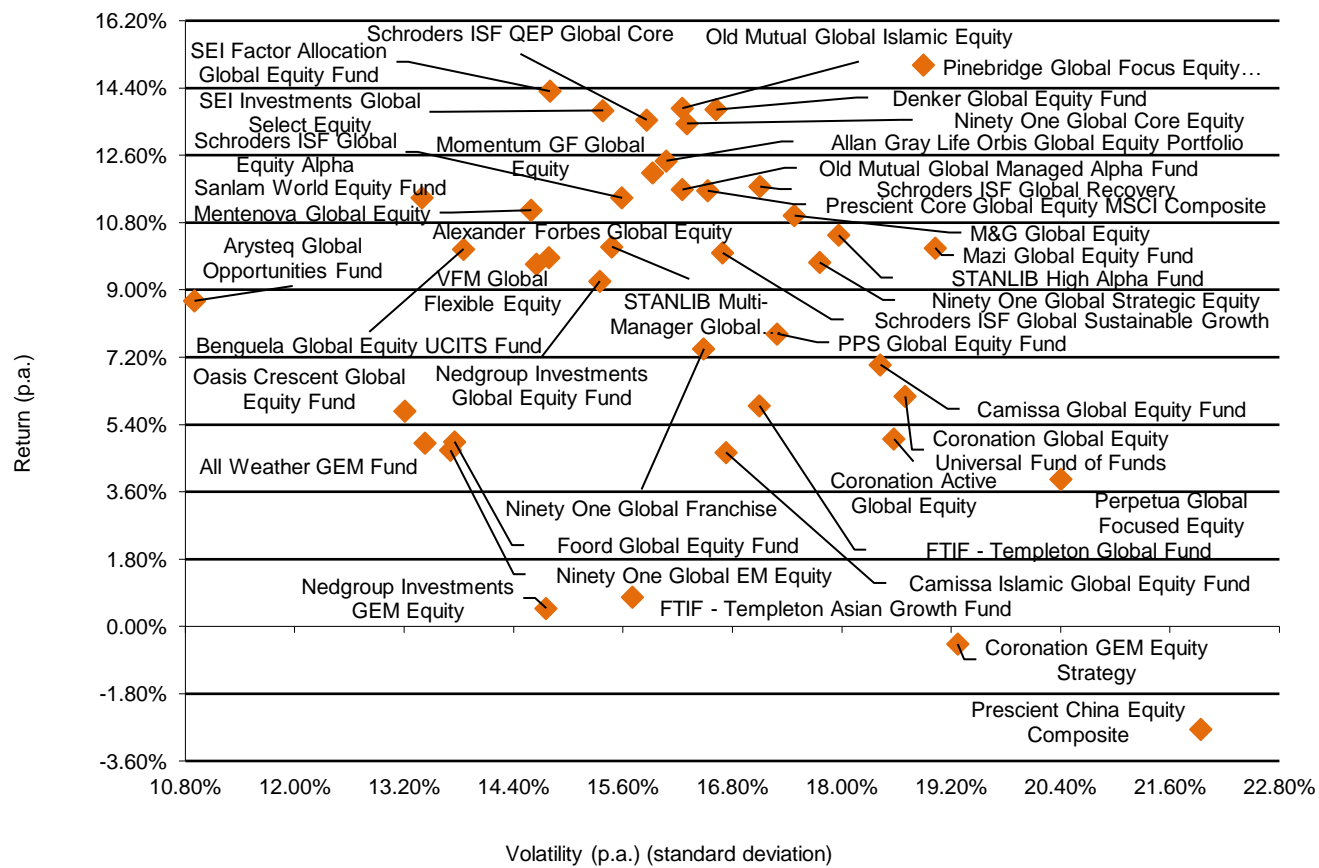 16.20%
14.40%
12.60%
10.80%
9.00%
7.20%
5.40%
3.60%
1.80%
0.00%
-1.80%
-3.60%
Return (p.a.)
Schroders ISF QEP Global Core
Old Mutual Global Islamic Equity
SEI Factor Allocation
Global Equity Fund
Pinebridge Global Focus Equity…
SEI Investments Global
Select Equity
Denker Global Equity Fund
Ninety One Global Core Equity
Schroders ISF Global
Equity Alpha
Momentum GF Global
Equity
Allan Gray Life Orbis Global Equity Portfolio
Old Mutual Global Managed Alpha Fund
Sanlam World Equity Fund
Schroders ISF Global Recovery
Prescient Core Global Equity MSCI Composite
Mentenova Global Equity
Alexander Forbes Global Equity
M&G Global Equity
Arysteq Global
Opportunities Fund
Mazi Global Equity Fund
STANLIB High Alpha Fund
VFM Global
Flexible Equity
STANLIB Multi-
Manager Global…
Ninety One Global Strategic Equity
Schroders ISF Global Sustainable Growth
Benguela Global Equity UCITS Fund
PPS Global Equity Fund
Oasis Crescent Global
Equity Fund
Nedgroup Investments
Global Equity Fund
Camissa Global Equity Fund
Coronation Global Equity
Universal Fund of Funds
All Weather GEM Fund
Coronation Active
Global Equity
Ninety One Global Franchise
Perpetua Global
Focused Equity
Foord Global Equity Fund
FTIF - Templeton Global Fund
Ninety One Global EM Equity
Camissa Islamic Global Equity Fund
Nedgroup Investments
GEM Equity
FTIF - Templeton Asian Growth Fund
Coronation GEM Equity
Strategy
Prescient China Equity
Composite
10.80% 12.00% 13.20% 14.40% 15.60% 16.80% 18.00% 19.20% 20.40% 21.60% 22.80%
Volatility (p.a.) (standard deviation)